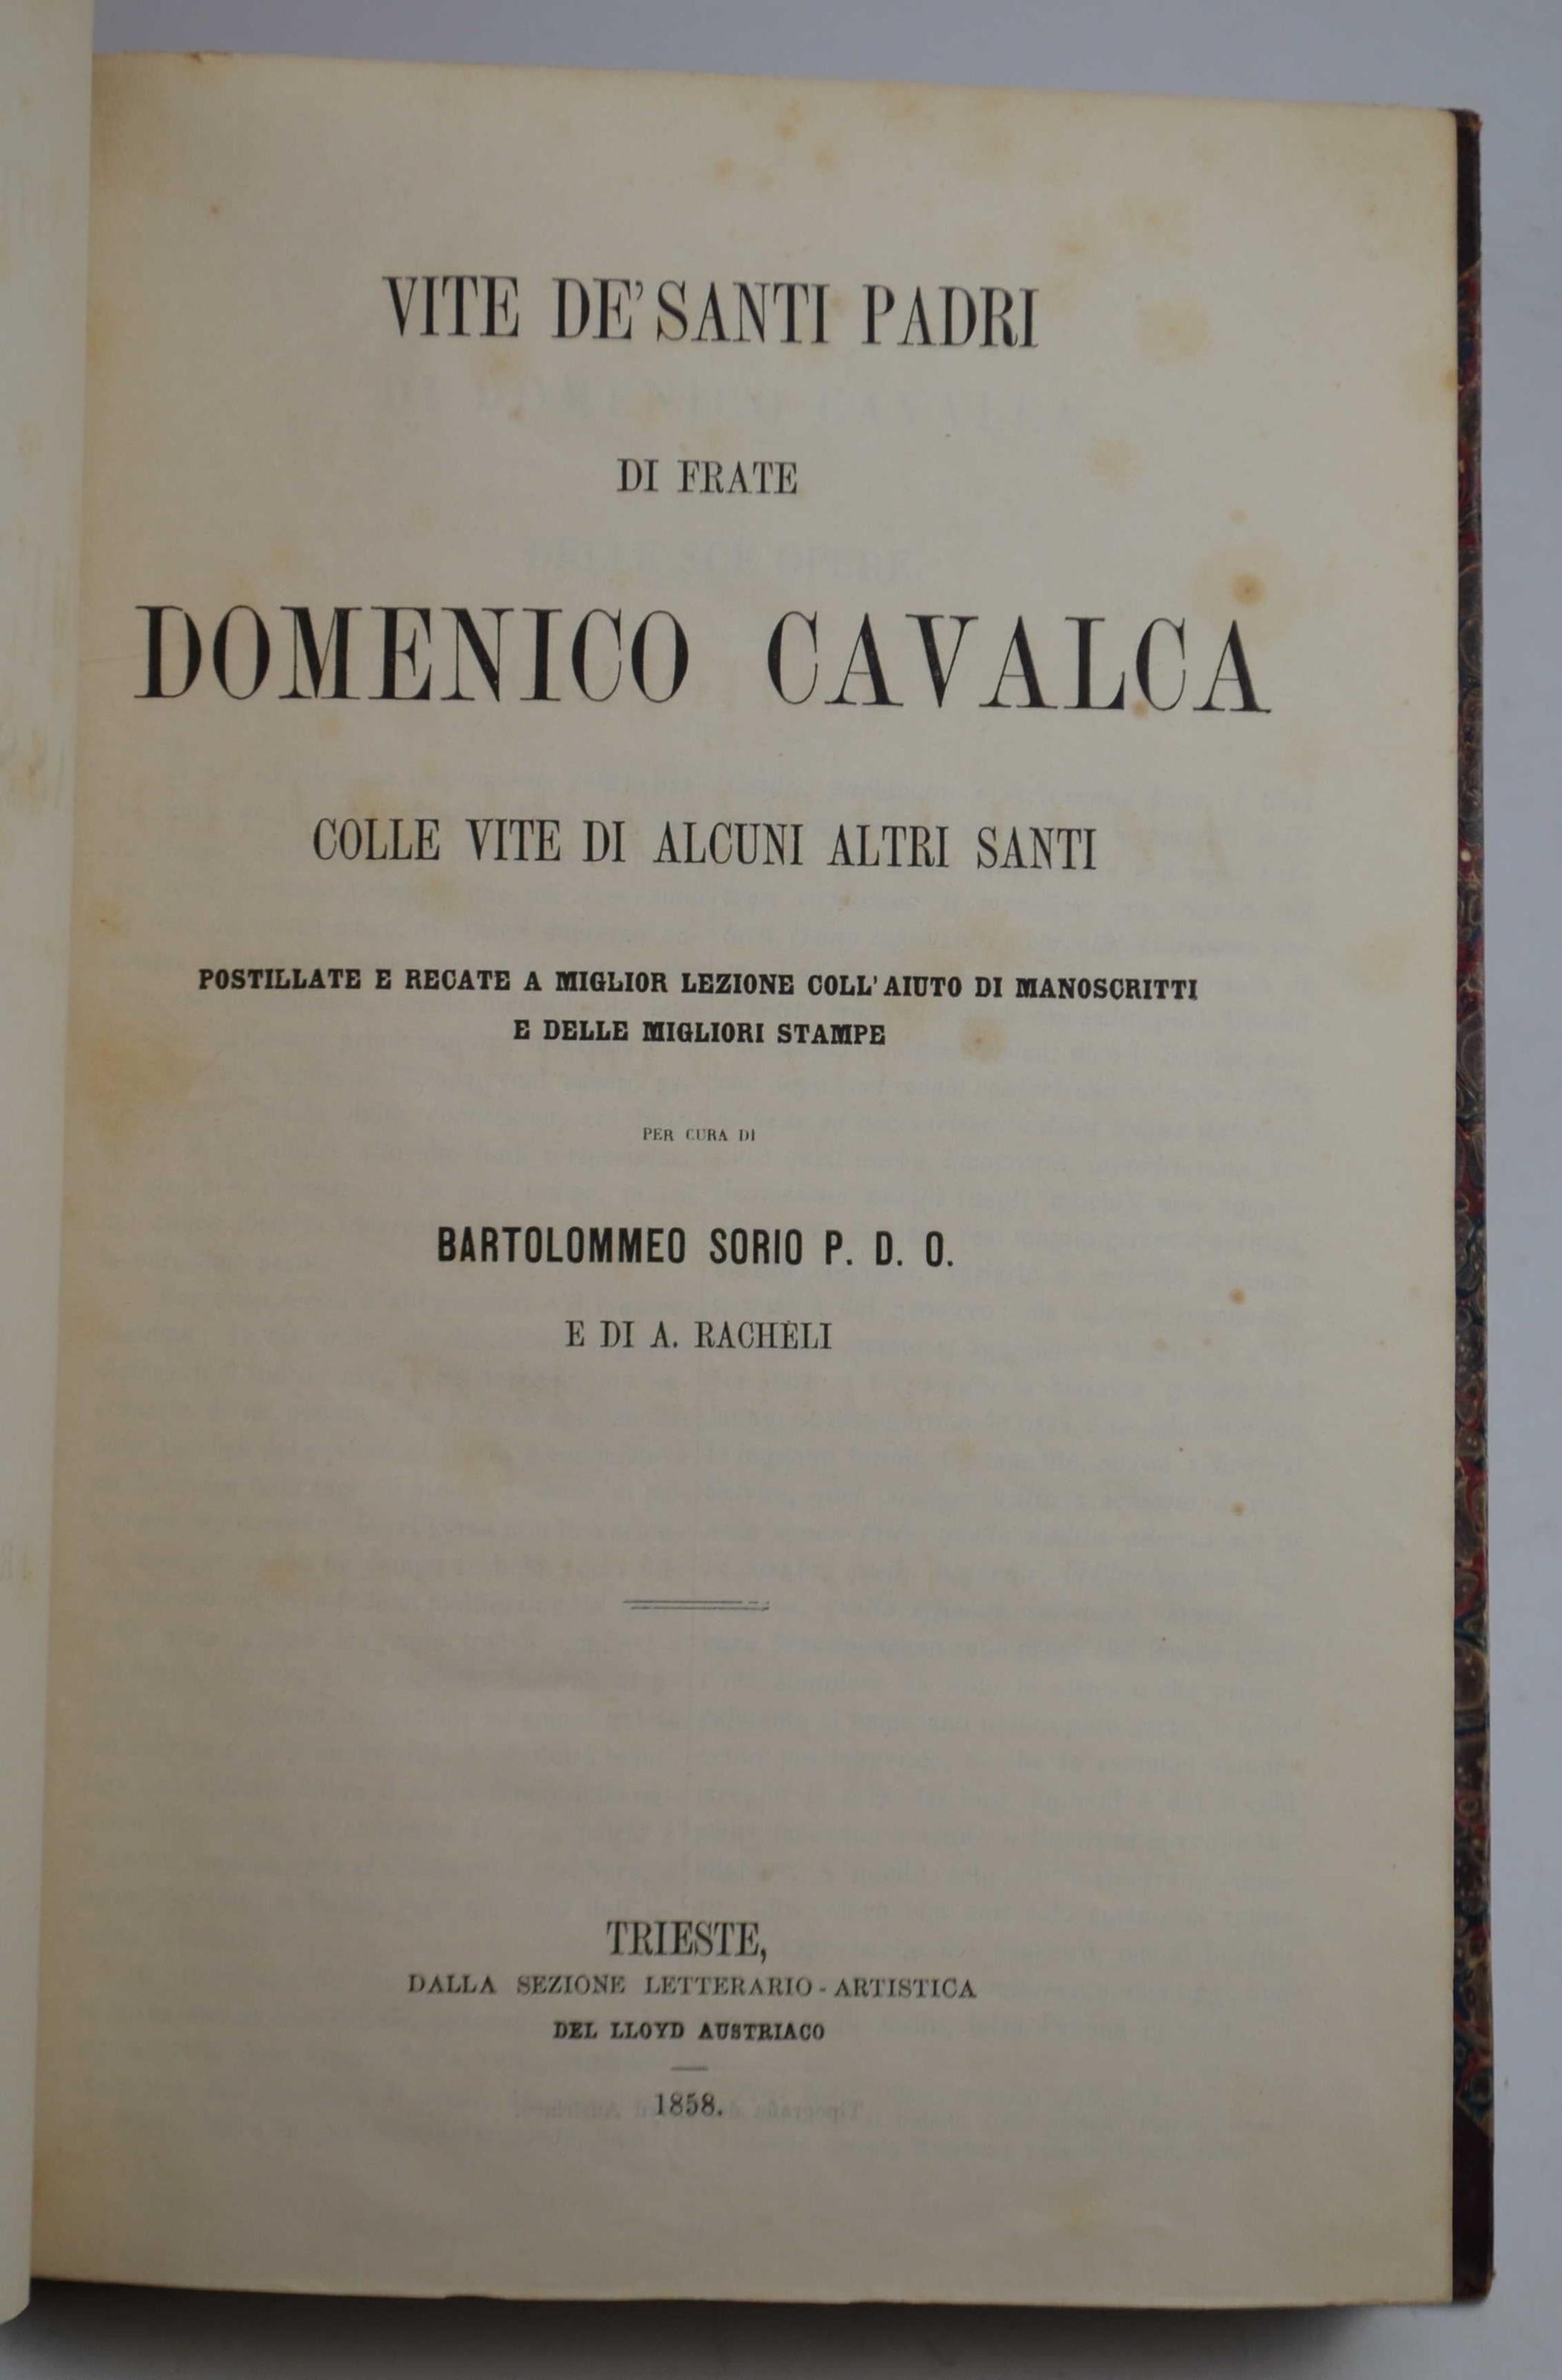 VITE DE' SANTI PADRI
DI FRATE
DOMENICO CAVALCA
COLLE VITE DI ALCUNI ALTRI SANTI
POSTILLATE E RECATE A MIGLIOR LEZIONE COLL' AIUTO DI MANOSCRITTI
E DELLE MIGLIORI STAMPE
PER CURA DI
BARTOLOMMEO SORIO P. D. O.
E DI A. RACHELI
TRIESTE,
DALLA SEZIONE LETTERARIO-ARTISTICA
DEL LLOYD AUSTRIACO
1858.